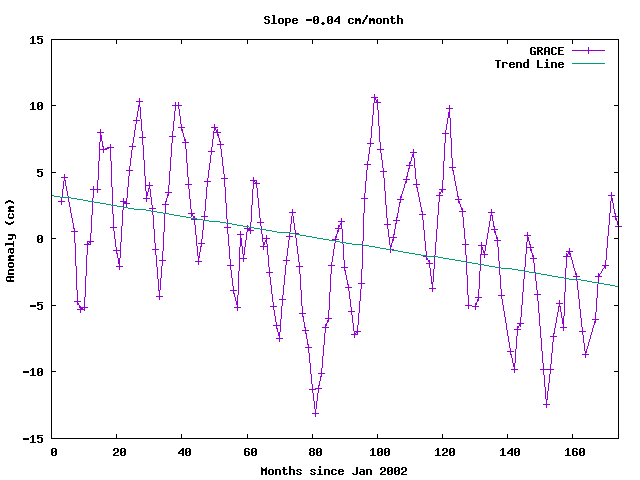 Slope -0.04 cm/month
15
10
5
0
-5
-10
-15
Anomaly (cm)
GRACE
Trend Line
0 20 40 60 80 100 120 140 160
Months since Jan 2002